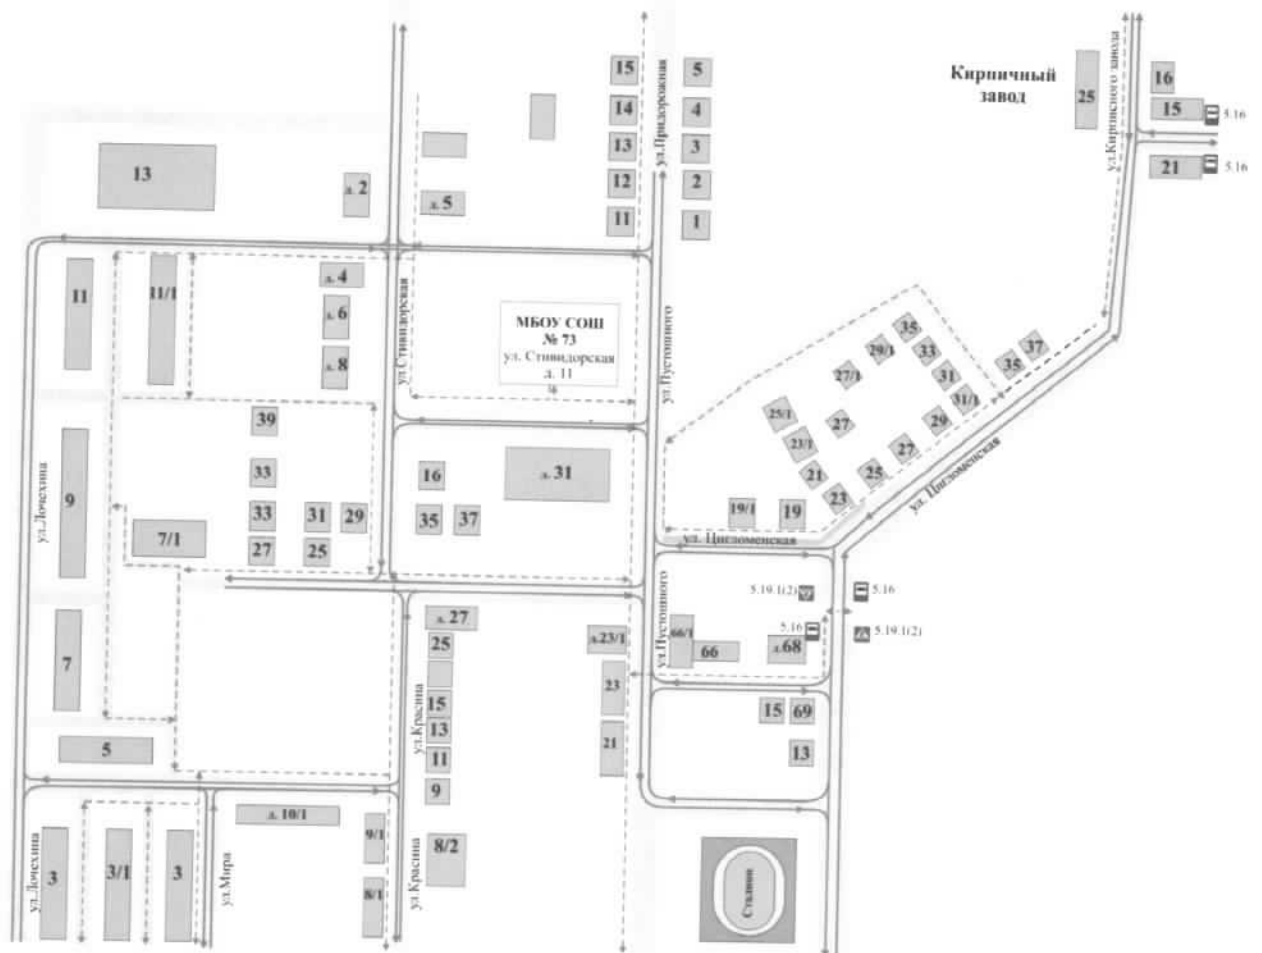 15
5
ул.Придорожная
14
4
13
3
12
2
11
1
Кирпичный
завод
25
ул.Кирпичного завода
16
15
5.16
21
5.16
13
д. 2
д. 5
11
11/1
д. 4
д. 6
д. 8
ул.Стивидорская
МБОУ СОШ
№ 73
ул. Стивидорская
д. 11
ул.Пустошного
35
37
35
29/1
33
27/1
31
31/1
25/1
27
29
23/1
27
21
25
23
19/1
19
ул. Цигломенская
ул. Цигломенская
39
33
33
31
29
27
25
16
д. 31
35
37
ул.Лочехина
9
7/1
7
5
5.19.1(2)
5.16
5.16
5.19.1(2)
ул.Пустошного
66/1
66
д.68
д. 27
25
15
13
11
9
ул.Красина
д.23/1
23
21
15
69
13
ул.Лочехина
3
3/1
3
ул.Мира
д. 10/1
9/1
8/1
ул.Красина
8/2
Стадион